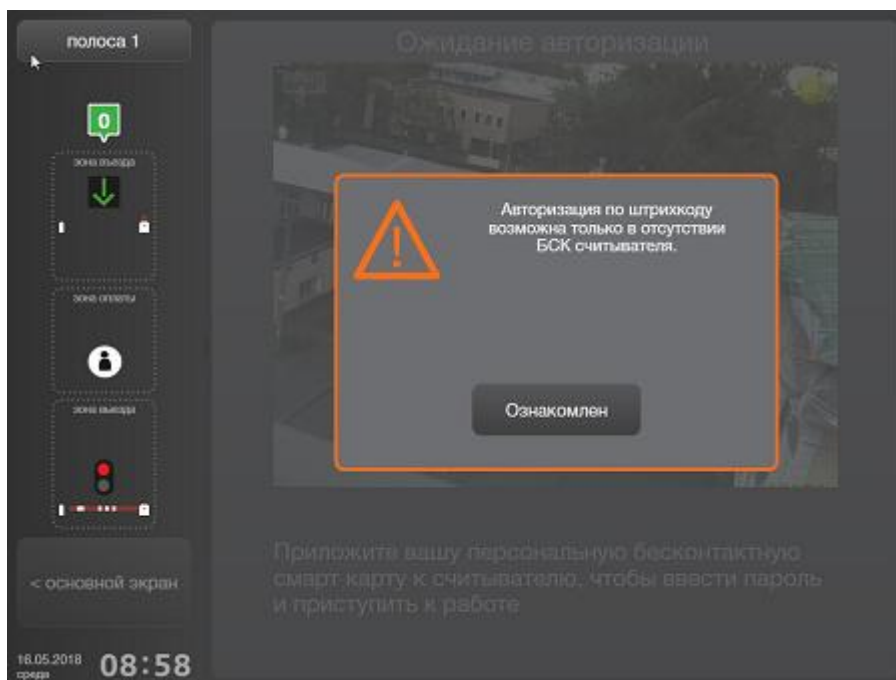 полоса 1
0
зона въезда
зона оплаты
зона выезда
< основной экран
16.05.2018
среда
08:58
Ожидание авторизации
Авторизация по штрихкоду
возможна только в отсутствии
БСК считывателя.
Ознакомлен
Приложите вашу персональную бесконтактную
смарт карту к считывателю, чтобы ввести пароль
и приступить к работе